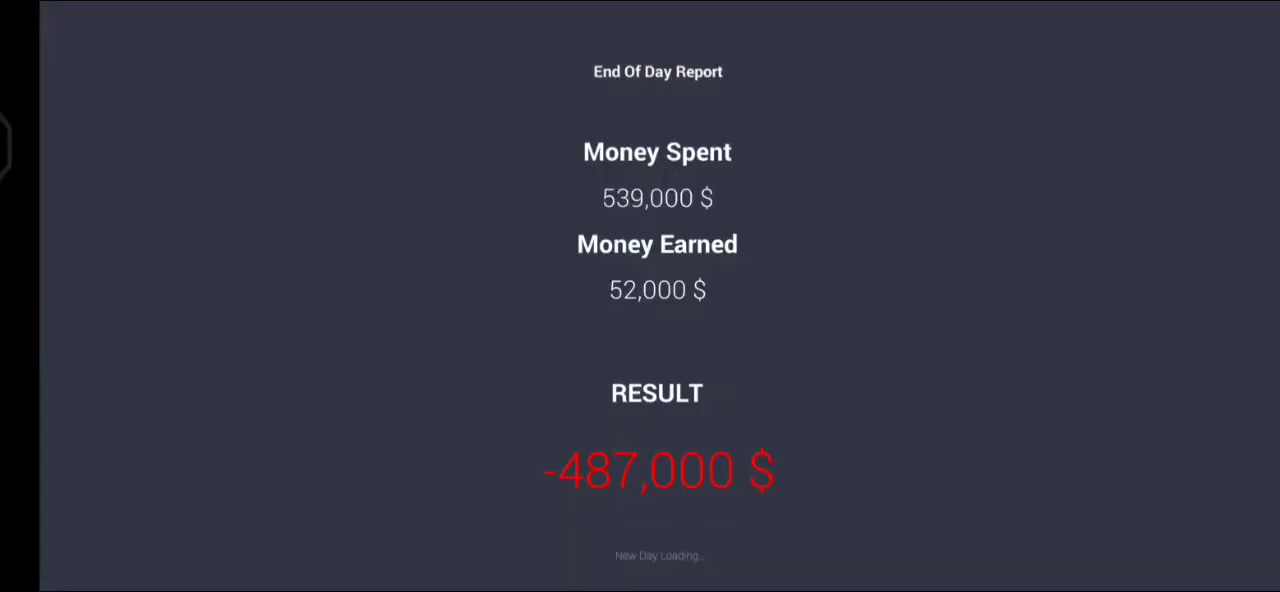 End Of Day Report
Money Spent
539,000 $
Money Earned
52,000 $
RESULT
-487,000 $
New Day Loading...